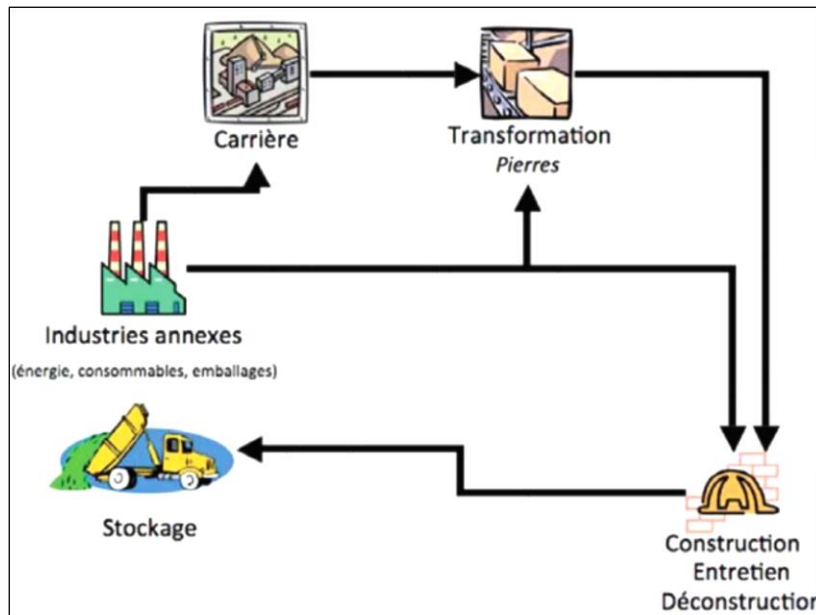 Carrière
Transformation
Pierres
Industries annexes
(énergie, consommables, emballages)
Stockage
Construction
Entretien
Déconstruction